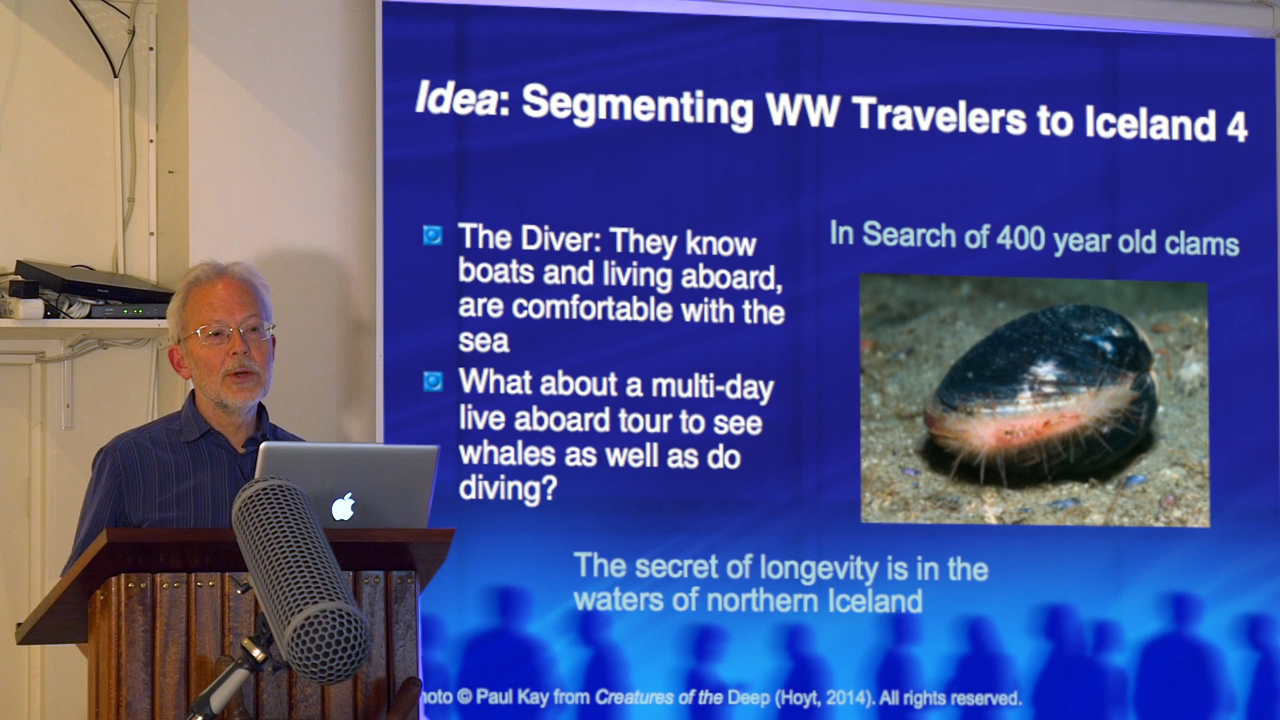 Idea: Segmenting WW Travelers to Iceland 4
The Diver: They know
boats and living aboard,
are comfortable with the
sea
What about a multi-day
live aboard tour to see
whales as well as do
diving?
In Search of 400 year old clams
The secret of longevity is in the
waters of northern Iceland
oto © Paul Kay from Creatures of the Deep (Hoyt, 2014). All rights reserved.